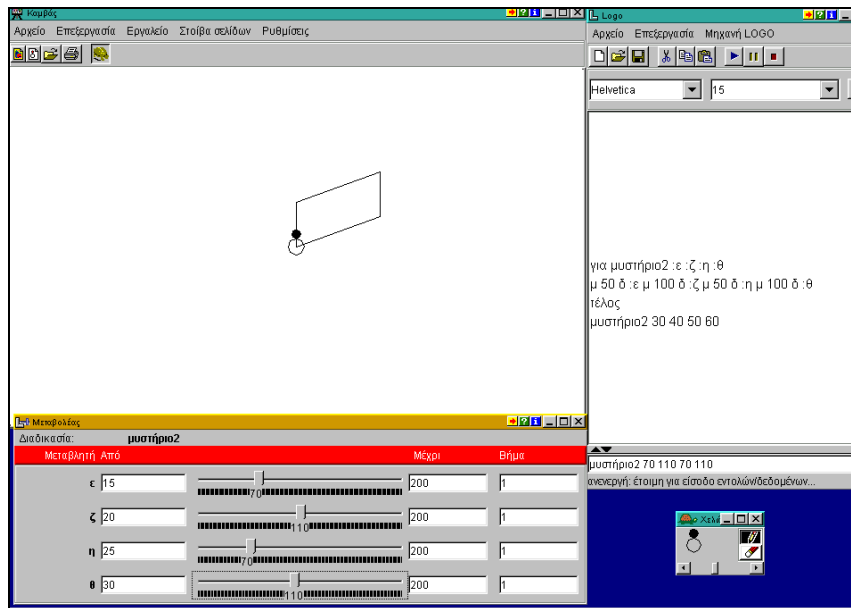 Καμβάς
Αρχείο Επεξεργασία Εργαλείο Στοίβα σελίδων Ρυθμίσεις
Logo
Αρχείο Επεξεργασία Μηχανή LOGO
Helvetica 15
για μυστήριο2 :ε :ζ :η :θ
μ 50 δ :ε μ 100 δ :ζ μ 50 δ :η μ 100 δ :θ
τέλος
μυστήριο2 30 40 50 60
μυστήριο2 70 110 70 110
ανενεργή: έτοιμη για είσοδο εντολών/δεδομένων...
Μεταβολέας
Διαδικασία: μυστήριο2
Μεταβλητή Από Μέχρι Βήμα
ε 15 70 200 1
ζ 20 110 200 1
η 25 70 200 1
θ 30 110 200 1